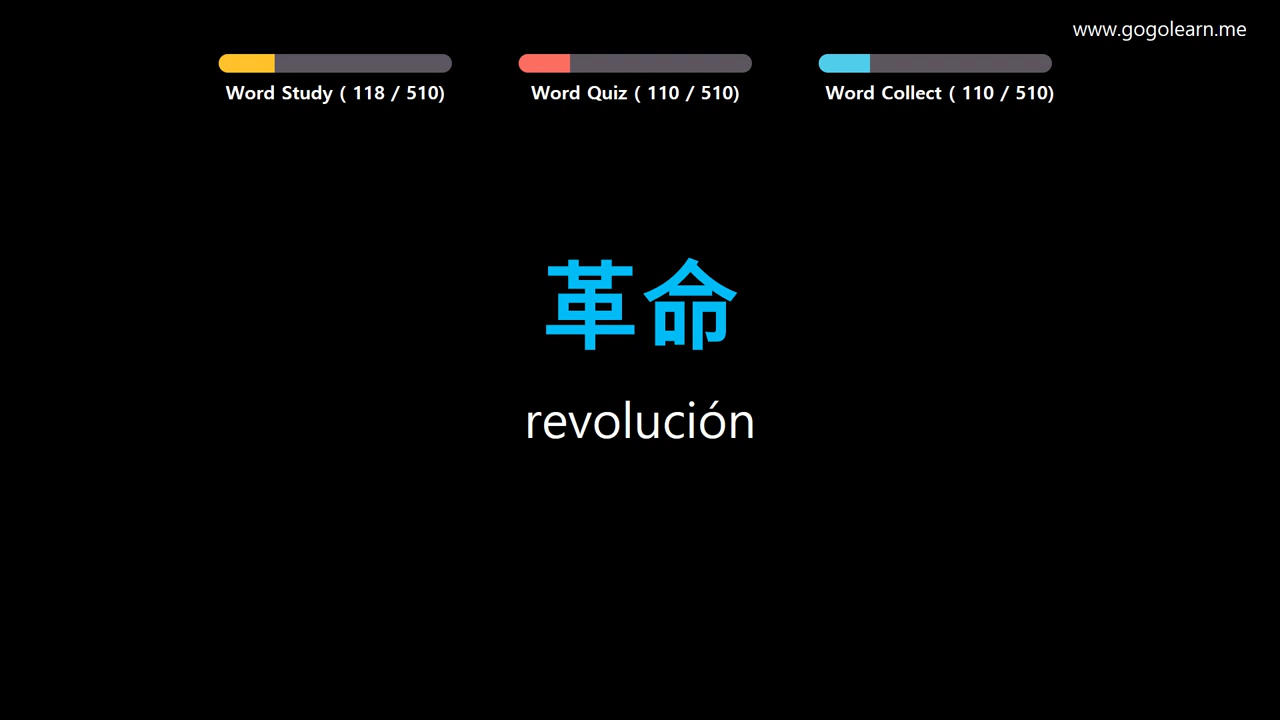 www.gogolearn.me
Word Study ( 118 / 510)
Word Quiz ( 110 / 510)
Word Collect ( 110 / 510)
革命
revolución